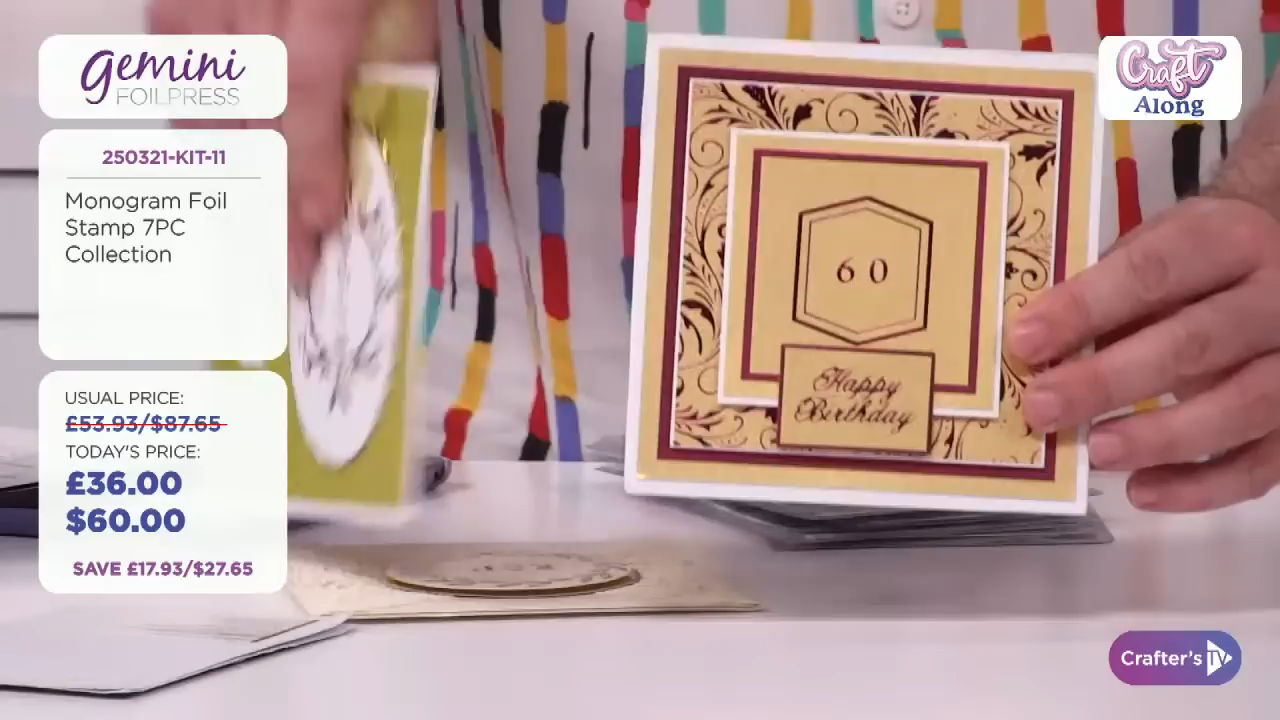 gemini
FOILPRESS
250321-KIT-11
Monogram Foil
Stamp 7PC
Collection
USUAL PRICE:
£53.93/$87.65
TODAY'S PRICE:
£36.00
$60.00
SAVE £17.93/$27.65
60
Happy
Birthday
Craft
Along
Crafter's TV